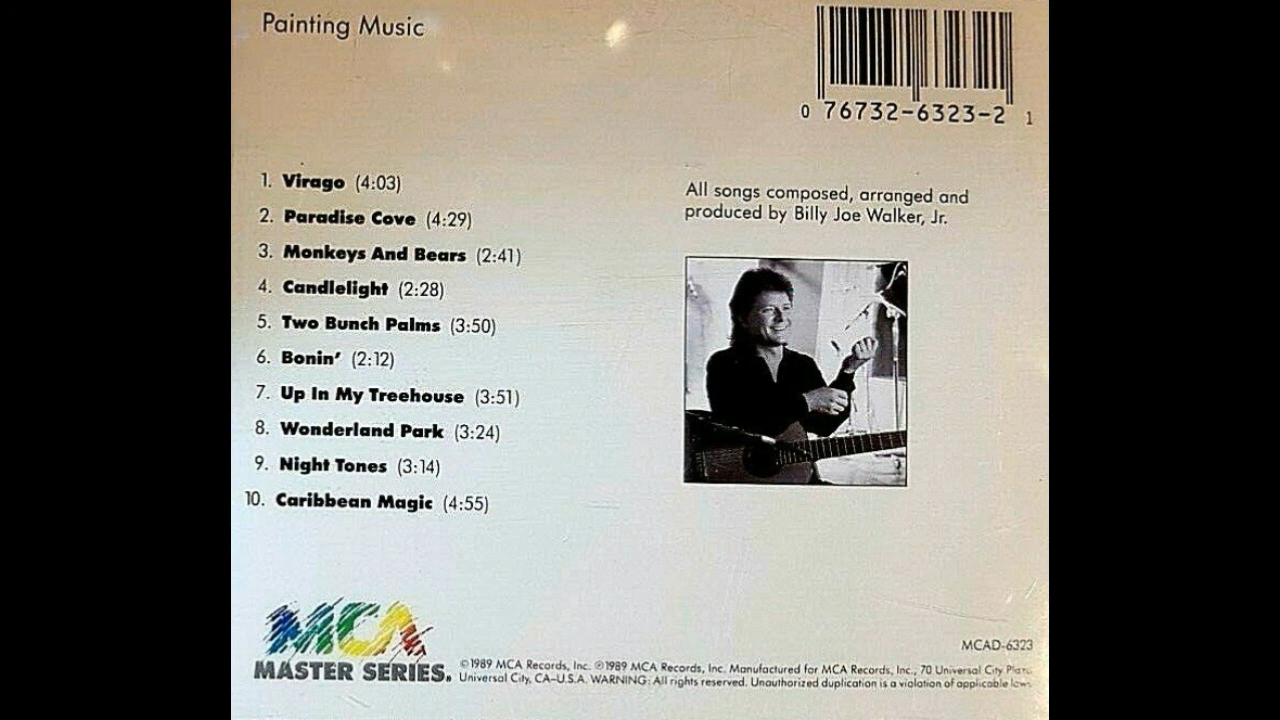 Painting Music
0 76732-6323-2 1
1. Virago (4:03)
2. Paradise Cove (4:29)
3. Monkeys And Bears (2:41)
4. Candlelight (2:28)
5. Two Bunch Palms (3:50)
6. Bonin' (2:12)
7. Up In My Treehouse (3:51)
8. Wonderland Park (3:24)
9. Night Tones (3:14)
10. Caribbean Magic (4:55)
All songs composed, arranged and
produced by Billy Joe Walker, Jr.
MCA
MASTER SERIES®
MCAD-6323
©1989 MCA Records, Inc. ℗1989 MCA Records, Inc. Manufactured for MCA Records, Inc., 70 Universal City Plaza,
Universal City, CA–U.S.A. WARNING: All rights reserved. Unauthorized duplication is a violation of applicable laws.